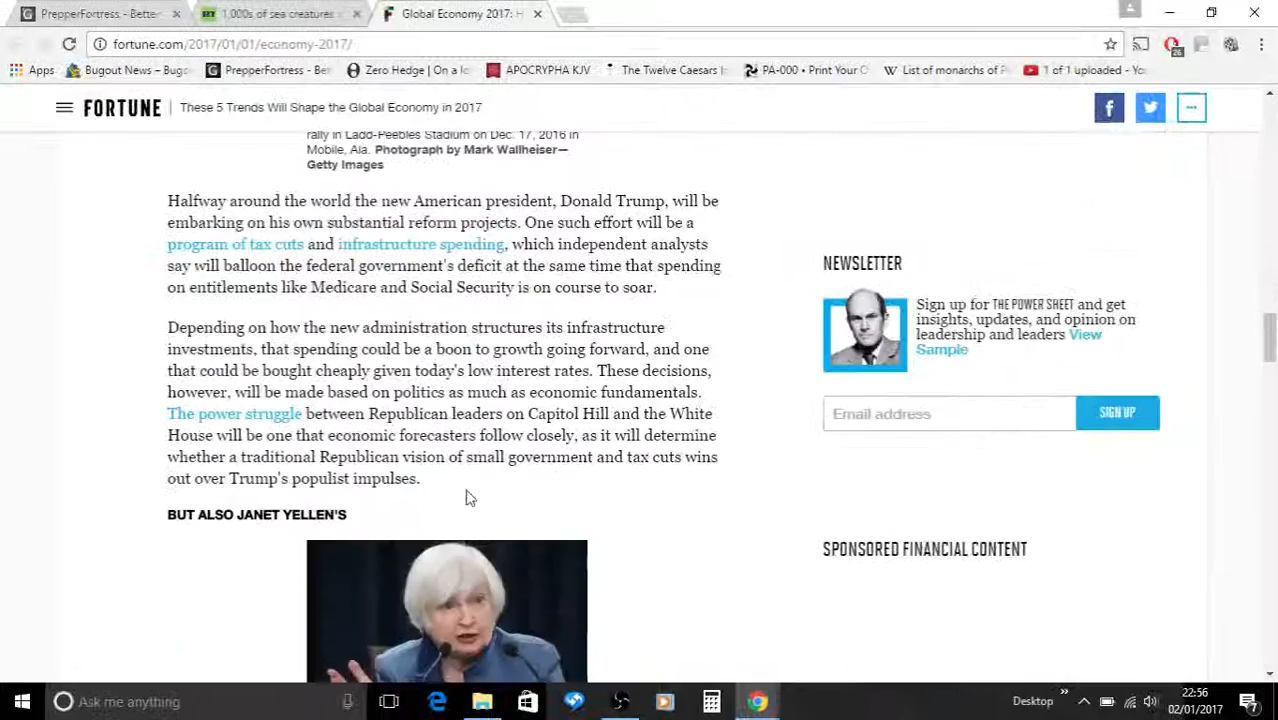 PrepperFortress - Better
1,000s of sea creatures
Global Economy 2017: H
fortune.com/2017/01/01/economy-2017/
26
Apps
Bugout News – Bugo
PrepperFortress - Bet
Zero Hedge | On a lo
APOCRYPHA KJV
The Twelve Caesars
PA-000 • Print Your
List of monarchs of P
1 of 1 uploaded - Yo
FORTUNE
These 5 Trends Will Shape the Global Economy in 2017
rally in Ladd-Peebles Stadium on Dec. 17, 2016 in
Mobile, Ala. Photograph by Mark Wallheiser—
Getty Images
Halfway around the world the new American president, Donald Trump, will be
embarking on his own substantial reform projects. One such effort will be a
program of tax cuts and infrastructure spending, which independent analysts
say will balloon the federal government's deficit at the same time that spending
on entitlements like Medicare and Social Security is on course to soar.
Depending on how the new administration structures its infrastructure
investments, that spending could be a boon to growth going forward, and one
that could be bought cheaply given today's low interest rates. These decisions,
however, will be made based on politics as much as economic fundamentals.
The power struggle between Republican leaders on Capitol Hill and the White
House will be one that economic forecasters follow closely, as it will determine
whether a traditional Republican vision of small government and tax cuts wins
out over Trump's populist impulses.
BUT ALSO JANET YELLEN'S
NEWSLETTER
Sign up for THE POWER SHEET and get
insights, updates, and opinion on
leadership and leaders View
Sample
Email address
SIGN UP
SPONSORED FINANCIAL CONTENT
Ask me anything
Desktop
22:56
02/01/2017
7